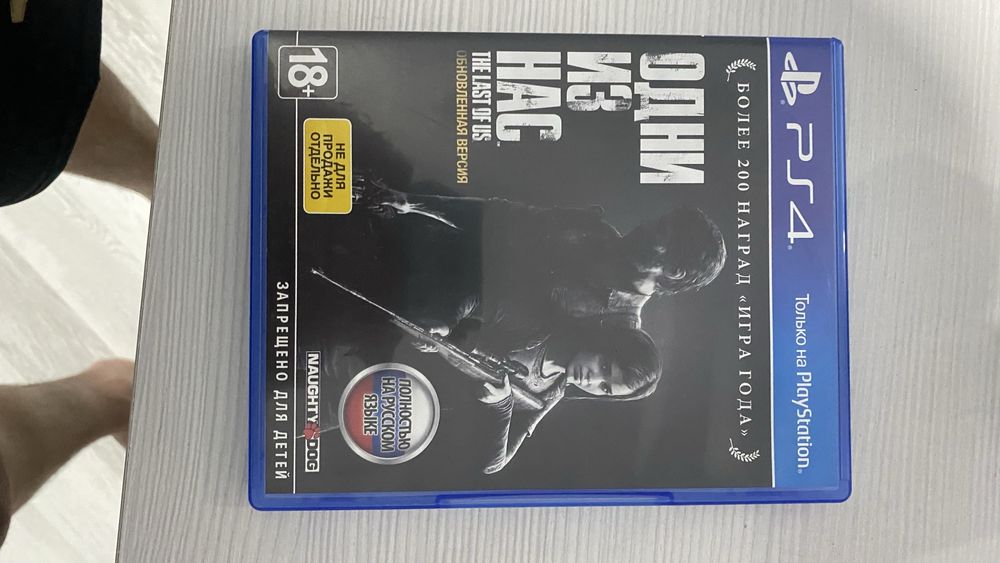 PS4
Только на PlayStation
БОЛЕЕ 200 НАГРАД «ИГРА ГОДА»
ОДНИ
ИЗ
НАС
THE LAST OF US™
ОБНОВЛЕННАЯ ВЕРСИЯ
НЕ ДЛЯ
ПРОДАЖИ
ОТДЕЛЬНО
ПОЛНОСТЬЮ
НА РУССКОМ
ЯЗЫКЕ
NAUGHTY DOG
18+
ЗАПРЕЩЕНО ДЛЯ ДЕТЕЙ